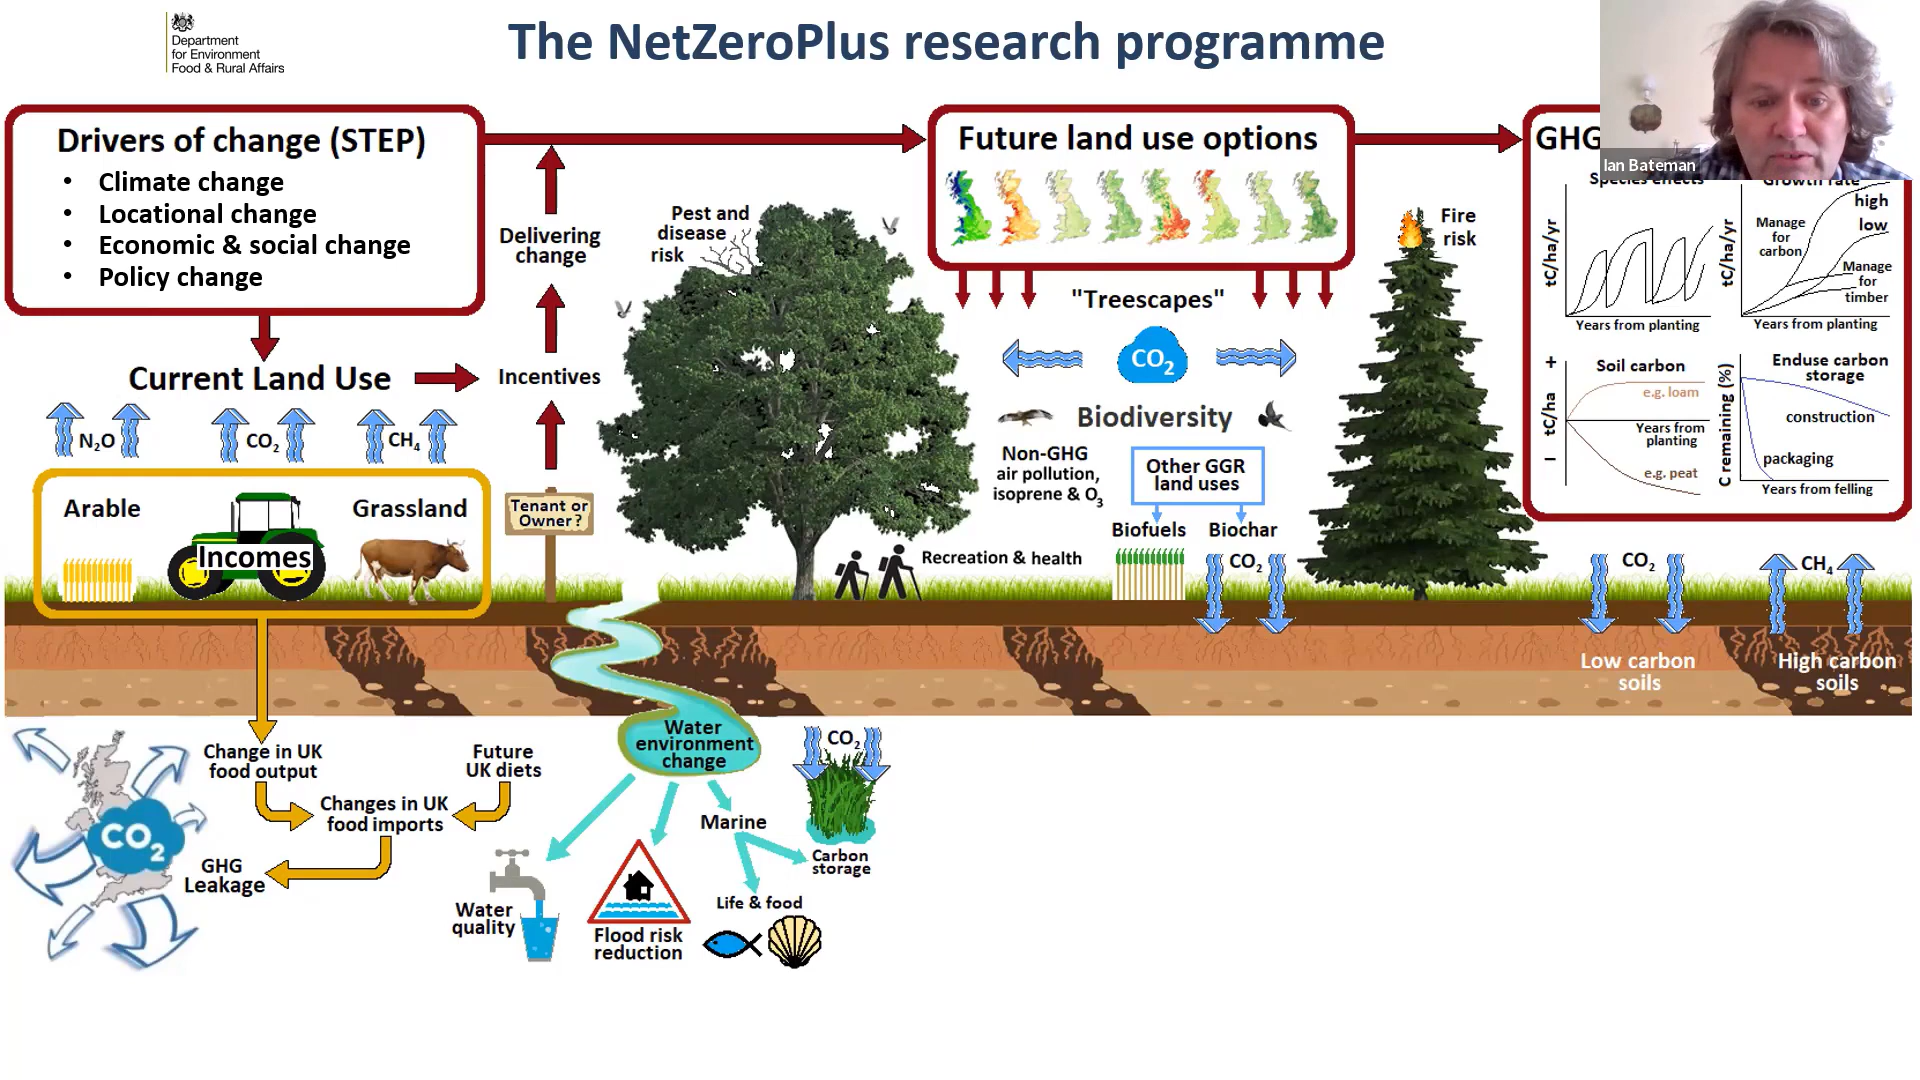 Department
for Environment
Food & Rural Affairs
The NetZeroPlus research programme
Ian Bateman
Drivers of change (STEP)
• Climate change
• Locational change
• Economic & social change
• Policy change
Current Land Use
N2O
CO2
CH4
Arable
Incomes
Grassland
Delivering
change
Incentives
Tenant or
Owner?
Pest and
disease
risk
Future land use options
"Treescapes"
CO2
Biodiversity
Non-GHG
air pollution,
isoprene & O3
Other GGR
land uses
Biofuels
Biochar
CO2
Recreation & health
Fire
risk
GHG
Species effects
tC/ha/yr
Years from planting
Growth rate
high
low
Manage
for
carbon
Manage
for
timber
tC/ha/yr
Years from planting
+
Soil carbon
e.g. loam
tC/ha
Years from
planting
–
e.g. peat
Enduse carbon
storage
C remaining (%)
construction
packaging
Years from felling
CO2
CH4
Low carbon
soils
High carbon
soils
Change in UK
food output
Future
UK diets
Changes in UK
food imports
CO2
GHG
Leakage
Water
environment
change
CO2
Marine
Carbon
storage
Life & food
Water
quality
Flood risk
reduction